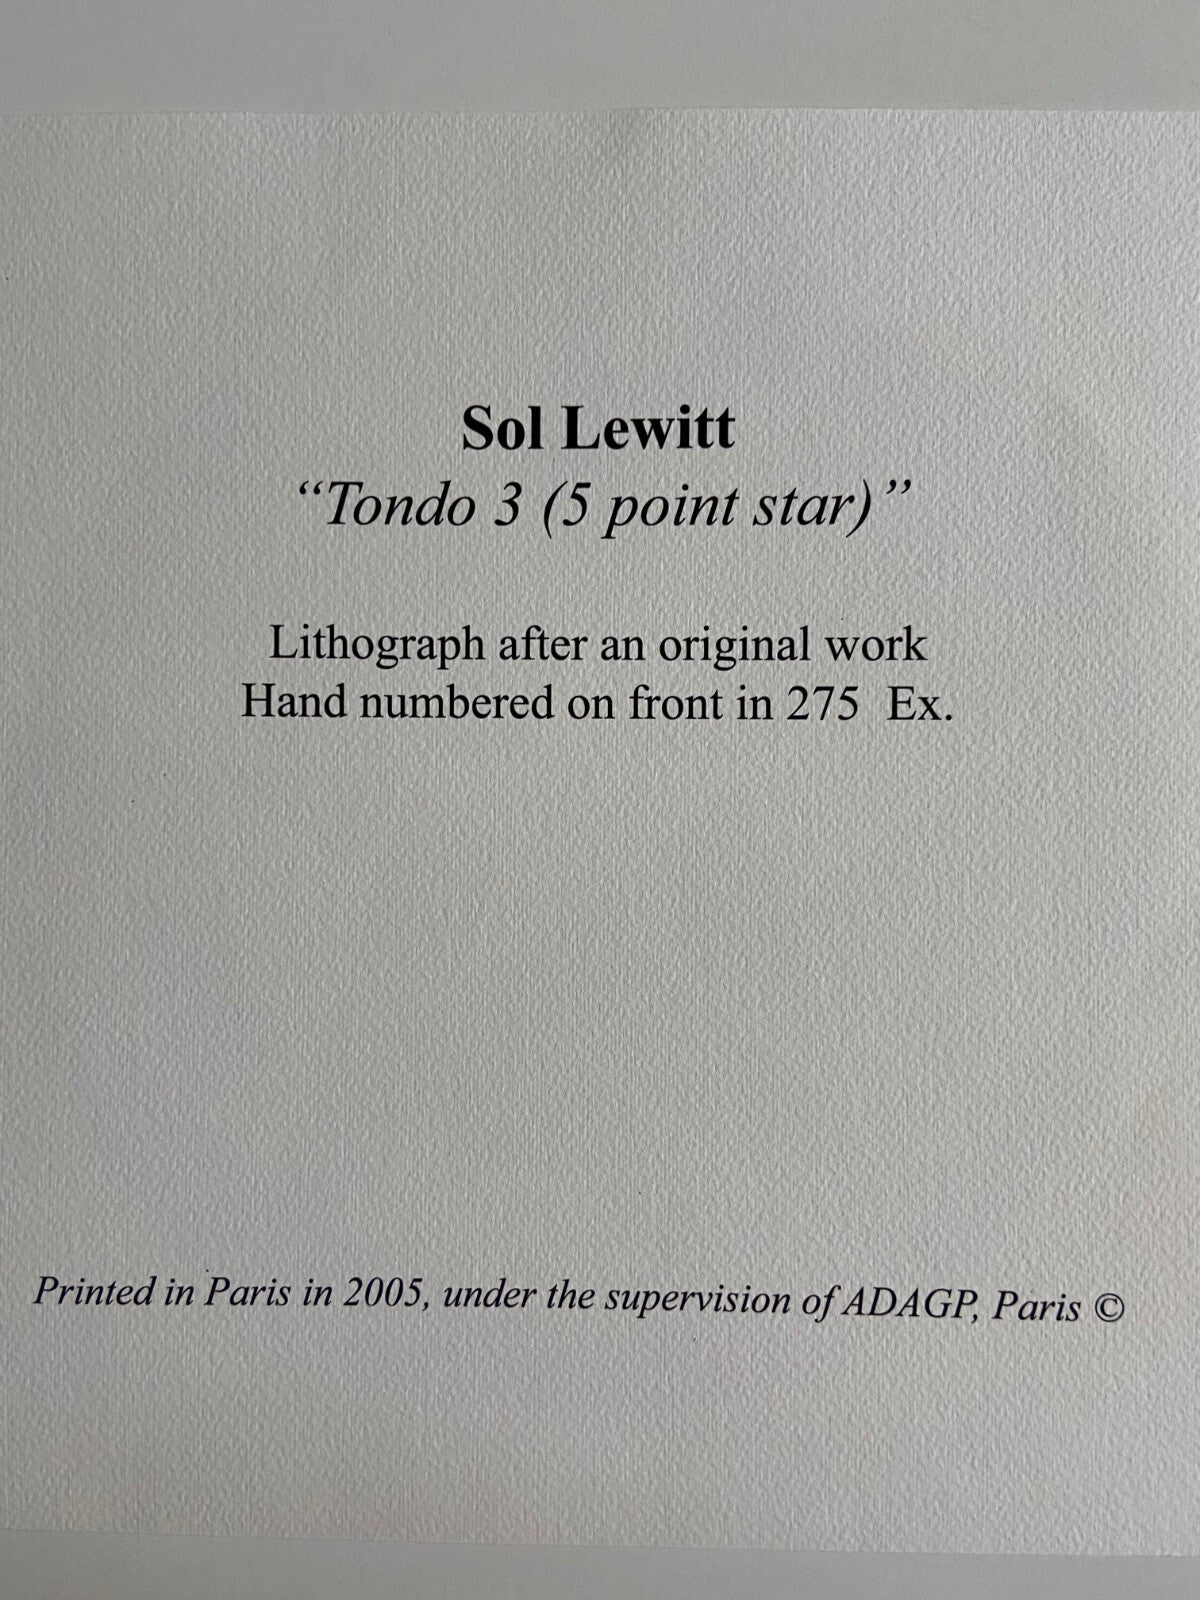 Sol Lewitt
“Tondo 3 (5 point star)”
Lithograph after an original work
Hand numbered on front in 275 Ex.
Printed in Paris in 2005, under the supervision of ADAGP, Paris ©